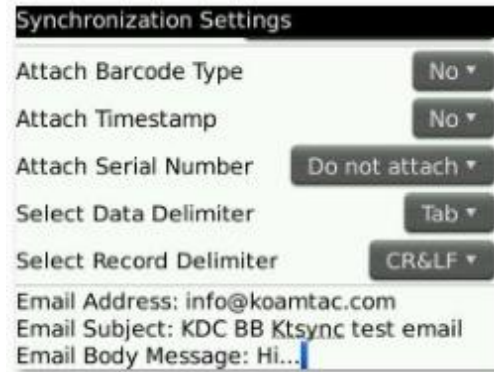 Synchronization Settings
Attach Barcode Type No
Attach Timestamp No
Attach Serial Number Do not attach
Select Data Delimiter Tab
Select Record Delimiter CR&LF
Email Address: info@koamtac.com
Email Subject: KDC BB Ktsync test email
Email Body Message: Hi...